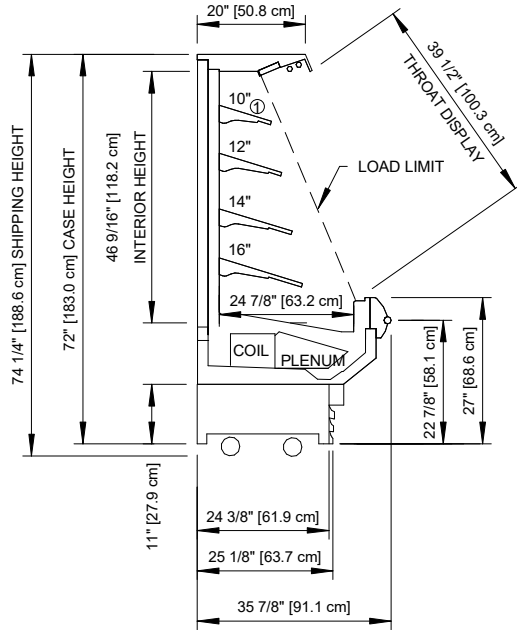 20" [50.8 cm]
39 1/2" [100.3 cm]
THROAT DISPLAY
74 1/4" [188.6 cm] SHIPPING HEIGHT
72" [183.0 cm] CASE HEIGHT
46 9/16" [118.2 cm]
INTERIOR HEIGHT
10" ①
12"
14"
16"
LOAD LIMIT
24 7/8" [63.2 cm]
COIL
PLENUM
22 7/8" [58.1 cm]
27" [68.6 cm]
11" [27.9 cm]
24 3/8" [61.9 cm]
25 1/8" [63.7 cm]
35 7/8" [91.1 cm]